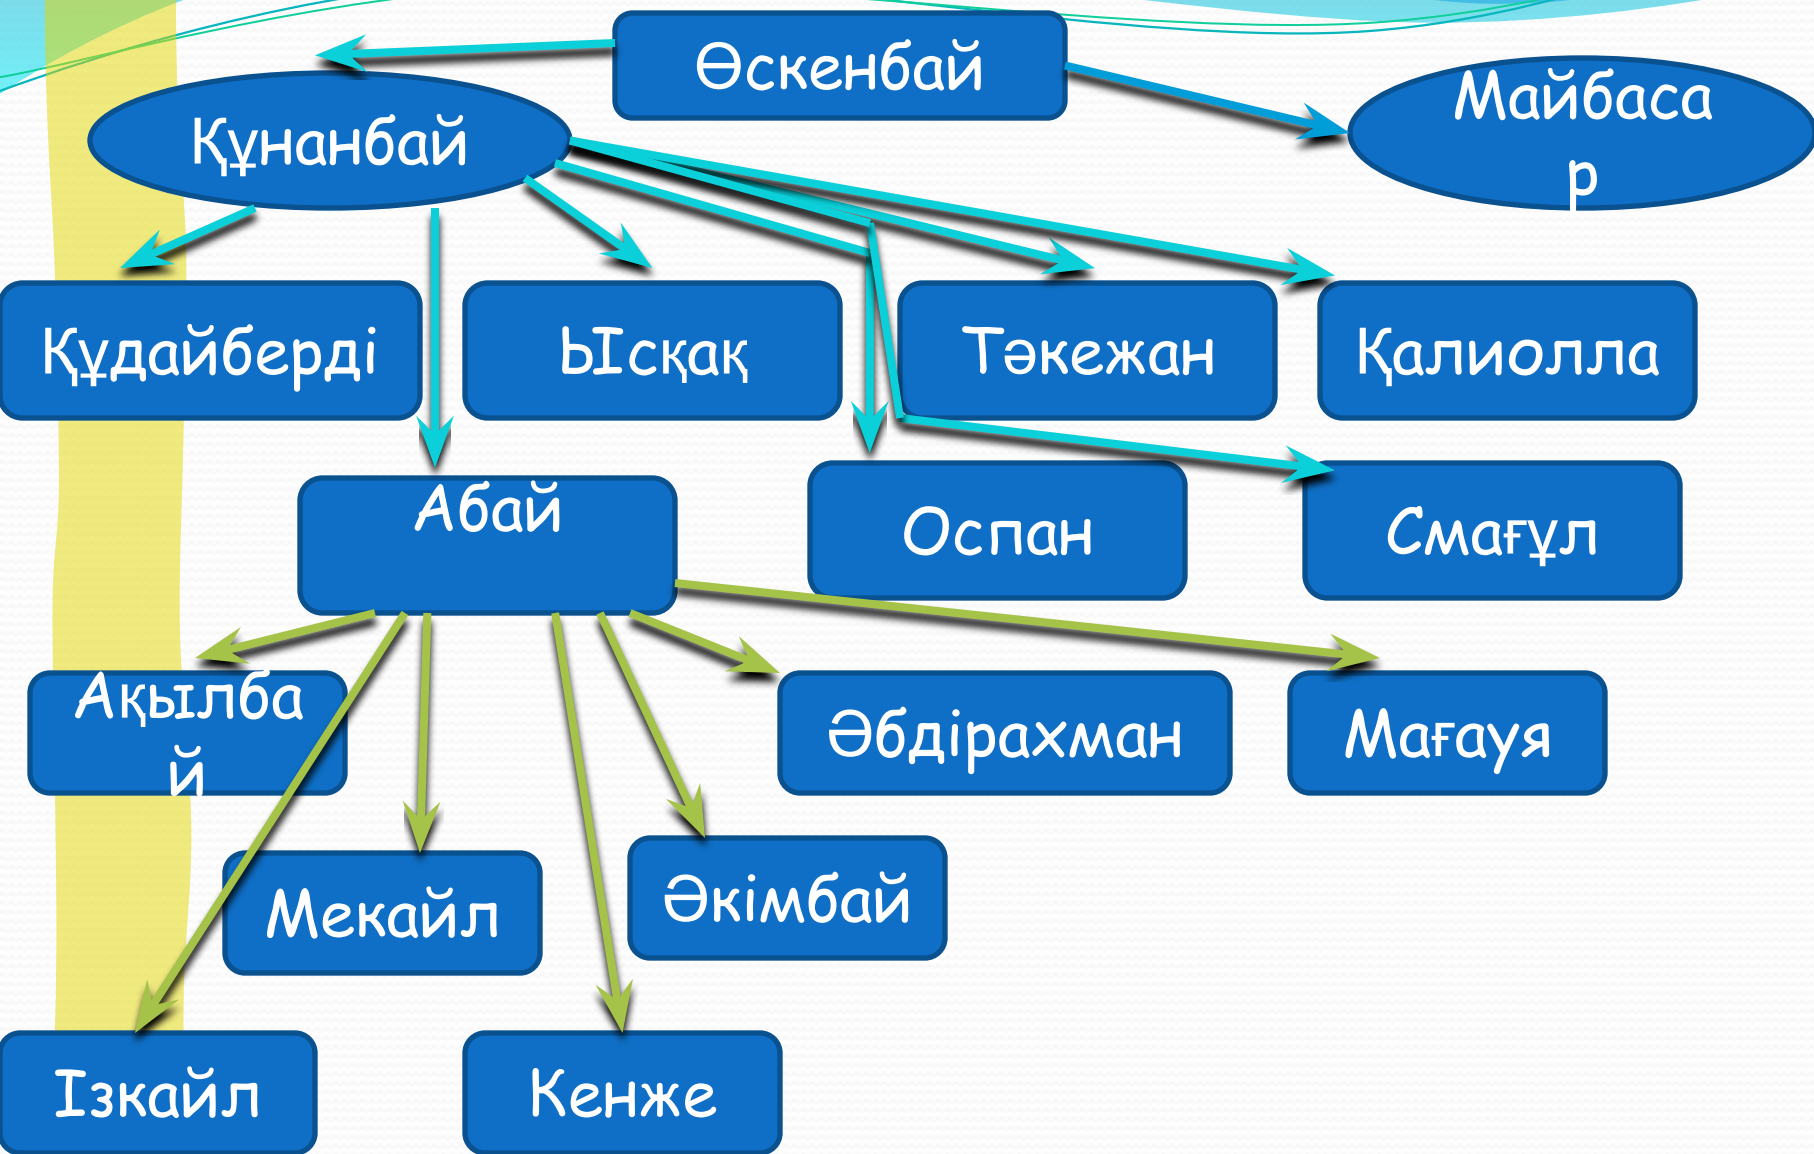 Өскенбай
Құнанбай
Майбаса
р
Құдайберді
Ысқақ
Тәкежан
Қалиолла
Абай
Оспан
Смағұл
Ақылба
й
Әбдірахман
Мағауя
Мекайл
Әкімбай
Ізкайл
Кенже